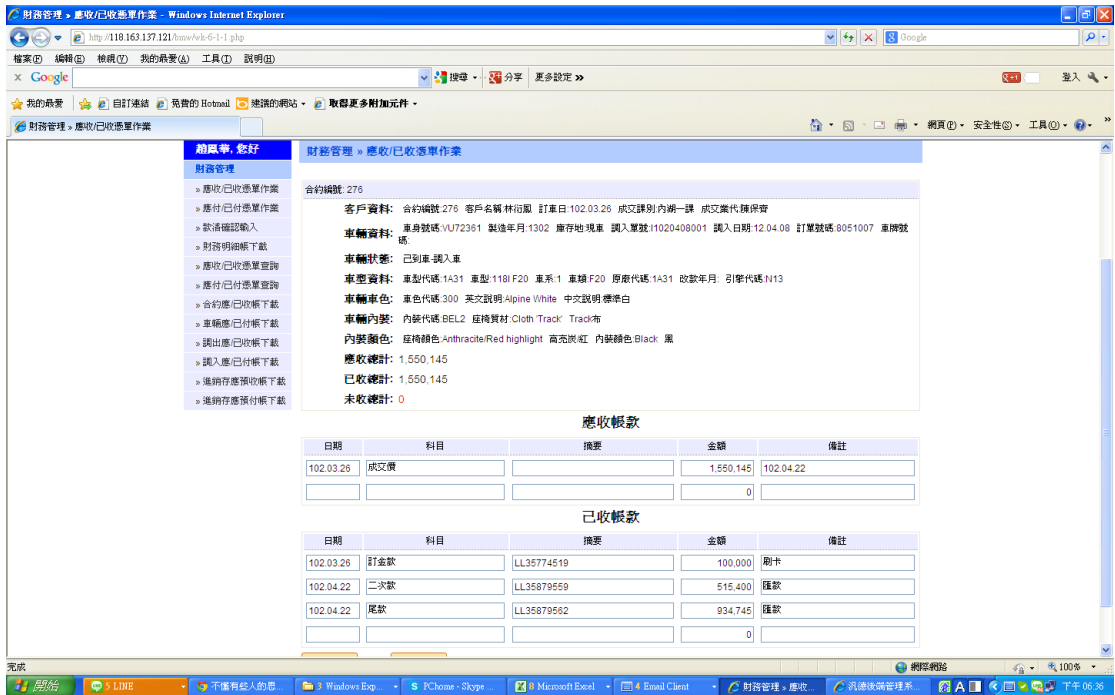 財務管理 » 應收/已收憑單作業 - Windows Internet Explorer
http://118.163.137.121/bmw/wk-6-1-1.php
Google
檔案(F) 編輯(E) 檢視(V) 我的最愛(A) 工具(T) 說明(H)
x Google 搜尋 分享 更多設定 » +1 登入
我的最愛 自訂連結 免費的 Hotmail 建議的網站 取得更多附加元件
財務管理 » 應收/已收憑單作業 網頁(P) 安全性(S) 工具(O) »
趙鳳華, 您好
財務管理
» 應收/已收憑單作業
» 應付/已付憑單作業
» 款清確認輸入
» 財務明細帳下載
» 應收/已收憑單查詢
» 應付/已付憑單查詢
» 合約應/已收帳下載
» 車輛應/已付帳下載
» 調出應/已收帳下載
» 調入應/已付帳下載
» 進銷存應預收帳下載
» 進銷存應預付帳下載
財務管理 » 應收/已收憑單作業
合約編號: 276
客戶資料: 合約編號:276 客戶名稱:林衍鳳 訂車日:102.03.26 成交課別:內湖一課 成交業代:陳保齊
車輛資料: 車身號碼:VU72361 製造年月:1302 庫存地:現車 調入單號:I1020408001 調入日期:12.04.08 訂單號碼:8051007 車牌號
碼:
車輛狀態: 已到車-調入車
車型資料: 車型代碼:1A31 車型:118I F20 車系:1 車類:F20 原廠代碼:1A31 改款年月: 引擎代碼:N13
車輛車色: 車色代碼:300 英文說明:Alpine White 中文說明:標準白
車輛內裝: 內裝代碼:BEL2 座椅質材:Cloth 'Track' Track布
內裝顏色: 座椅顏色:Anthracite/Red highlight 高亮炭/紅 內裝顏色:Black 黑
應收總計: 1,550,145
已收總計: 1,550,145
未收總計: 0
應收帳款
日期 科目 摘要 金額 備註
102.03.26 成交價 1,550,145 102.04.22
0
已收帳款
日期 科目 摘要 金額 備註
102.03.26 訂金款 LL35774519 100,000 刷卡
102.04.22 二次款 LL35879559 515,400 匯款
102.04.22 尾款 LL35879562 934,745 匯款
0
完成 網際網路 100%
開始 5 LINE 不懂有些人的思... 3 Windows Exp... PChome - Skype ... 8 Microsoft Excel 4 Email Client 財務管理 » 應收... 汎德後端管理系... A 下午 06:36